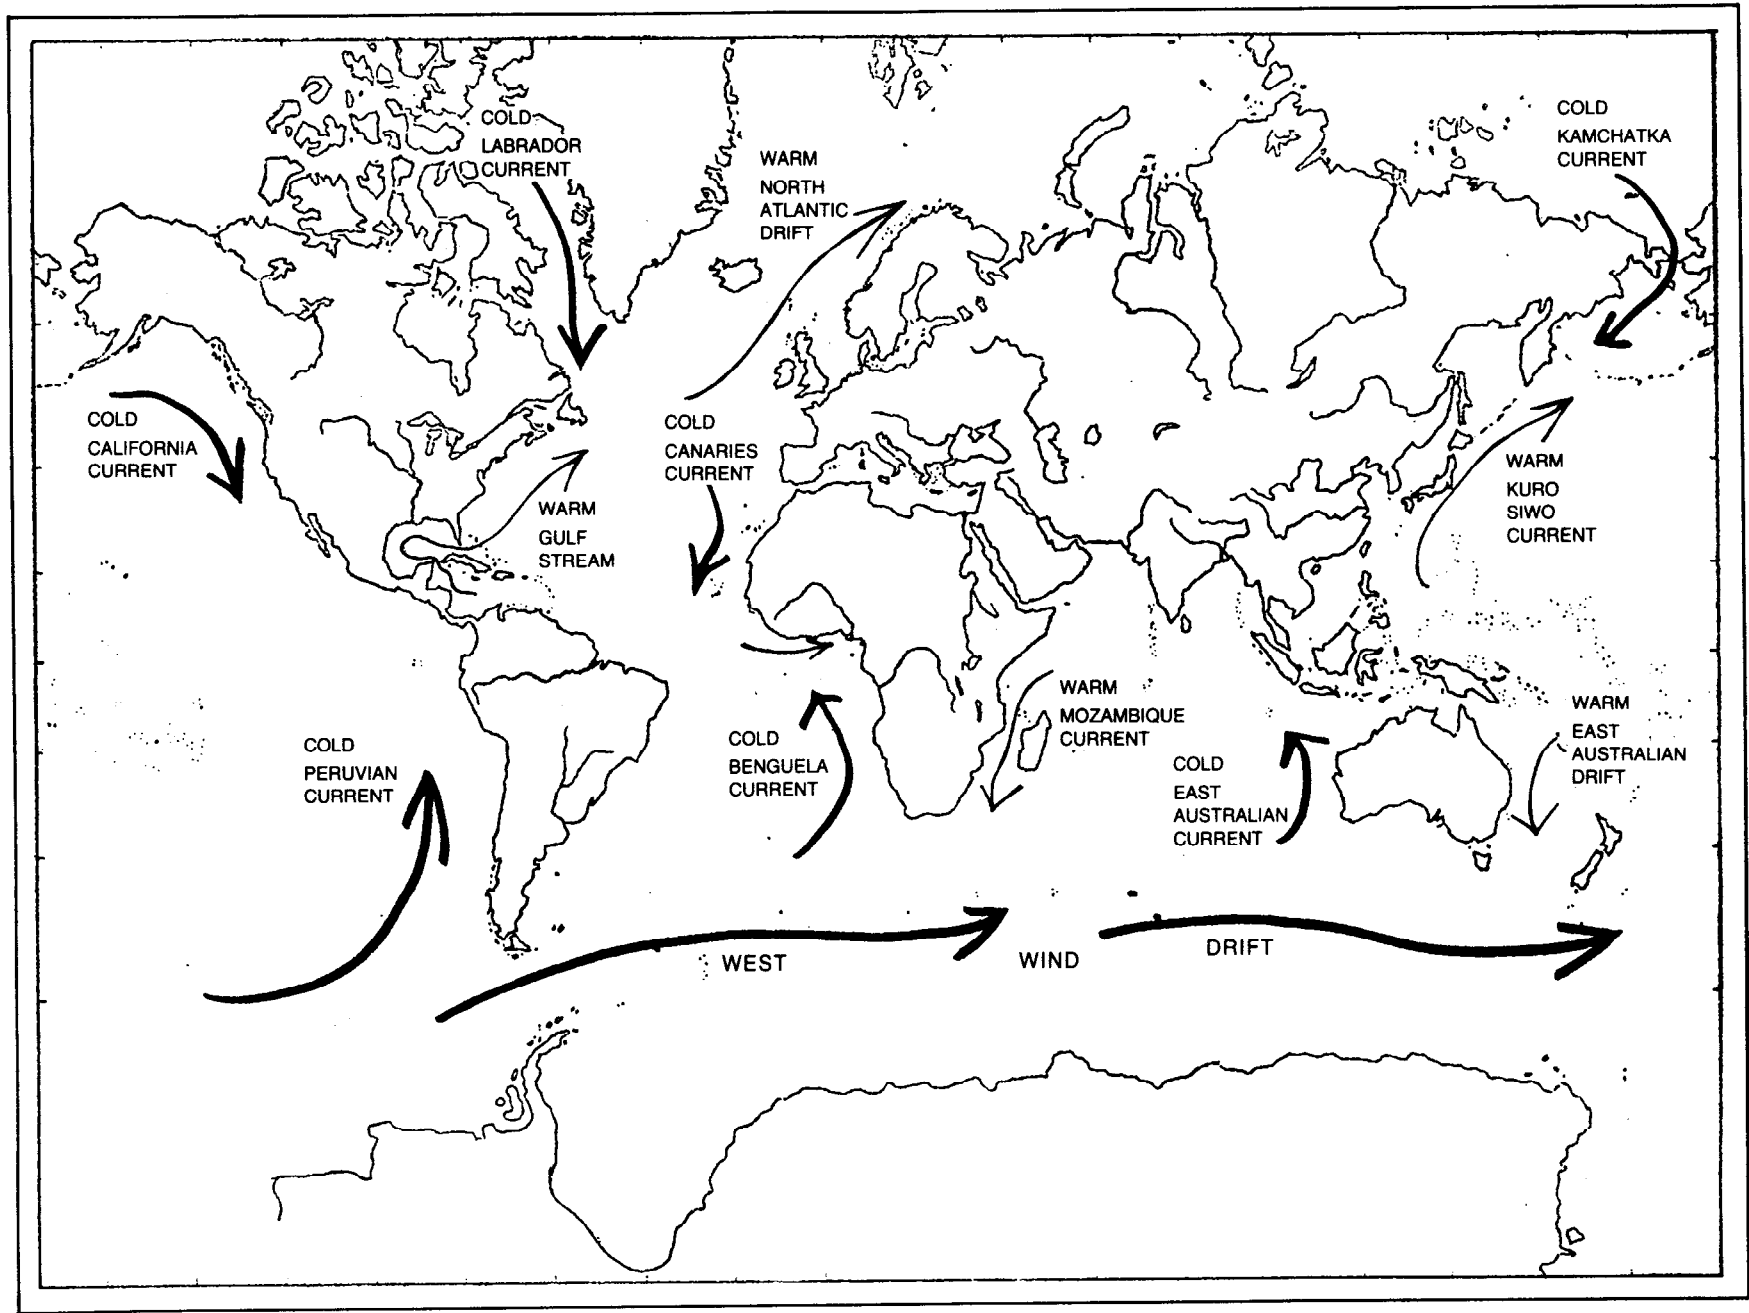 COLD
LABRADOR
CURRENT
WARM
NORTH
ATLANTIC
DRIFT
COLD
KAMCHATKA
CURRENT
COLD
CALIFORNIA
CURRENT
WARM
GULF
STREAM
COLD
CANARIES
CURRENT
WARM
KURO
SIWO
CURRENT
COLD
PERUVIAN
CURRENT
COLD
BENGUELA
CURRENT
WARM
MOZAMBIQUE
CURRENT
COLD
EAST
AUSTRALIAN
CURRENT
WARM
EAST
AUSTRALIAN
DRIFT
WEST WIND DRIFT